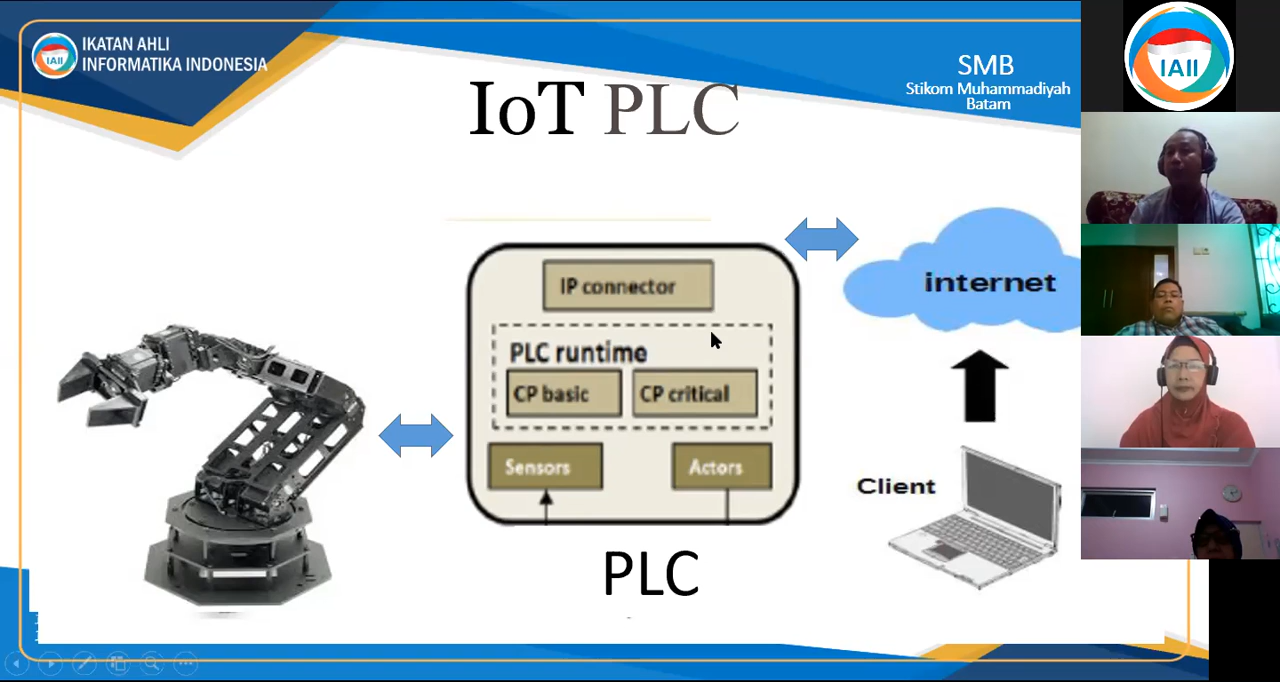 IKATAN AHLI
INFORMATIKA INDONESIA
IAII
SMB
Stikom Muhammadiyah
Batam
IAII
IoT PLC
IP connector
internet
PLC runtime
CP basic
CP critical
Sensors
Actors
Client
PLC